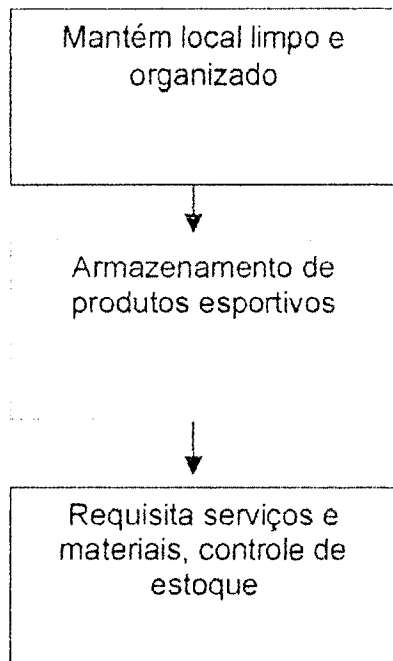 Mantém local limpo e
organizado
Armazenamento de
produtos esportivos
Requisita serviços e
materiais, controle de
estoque